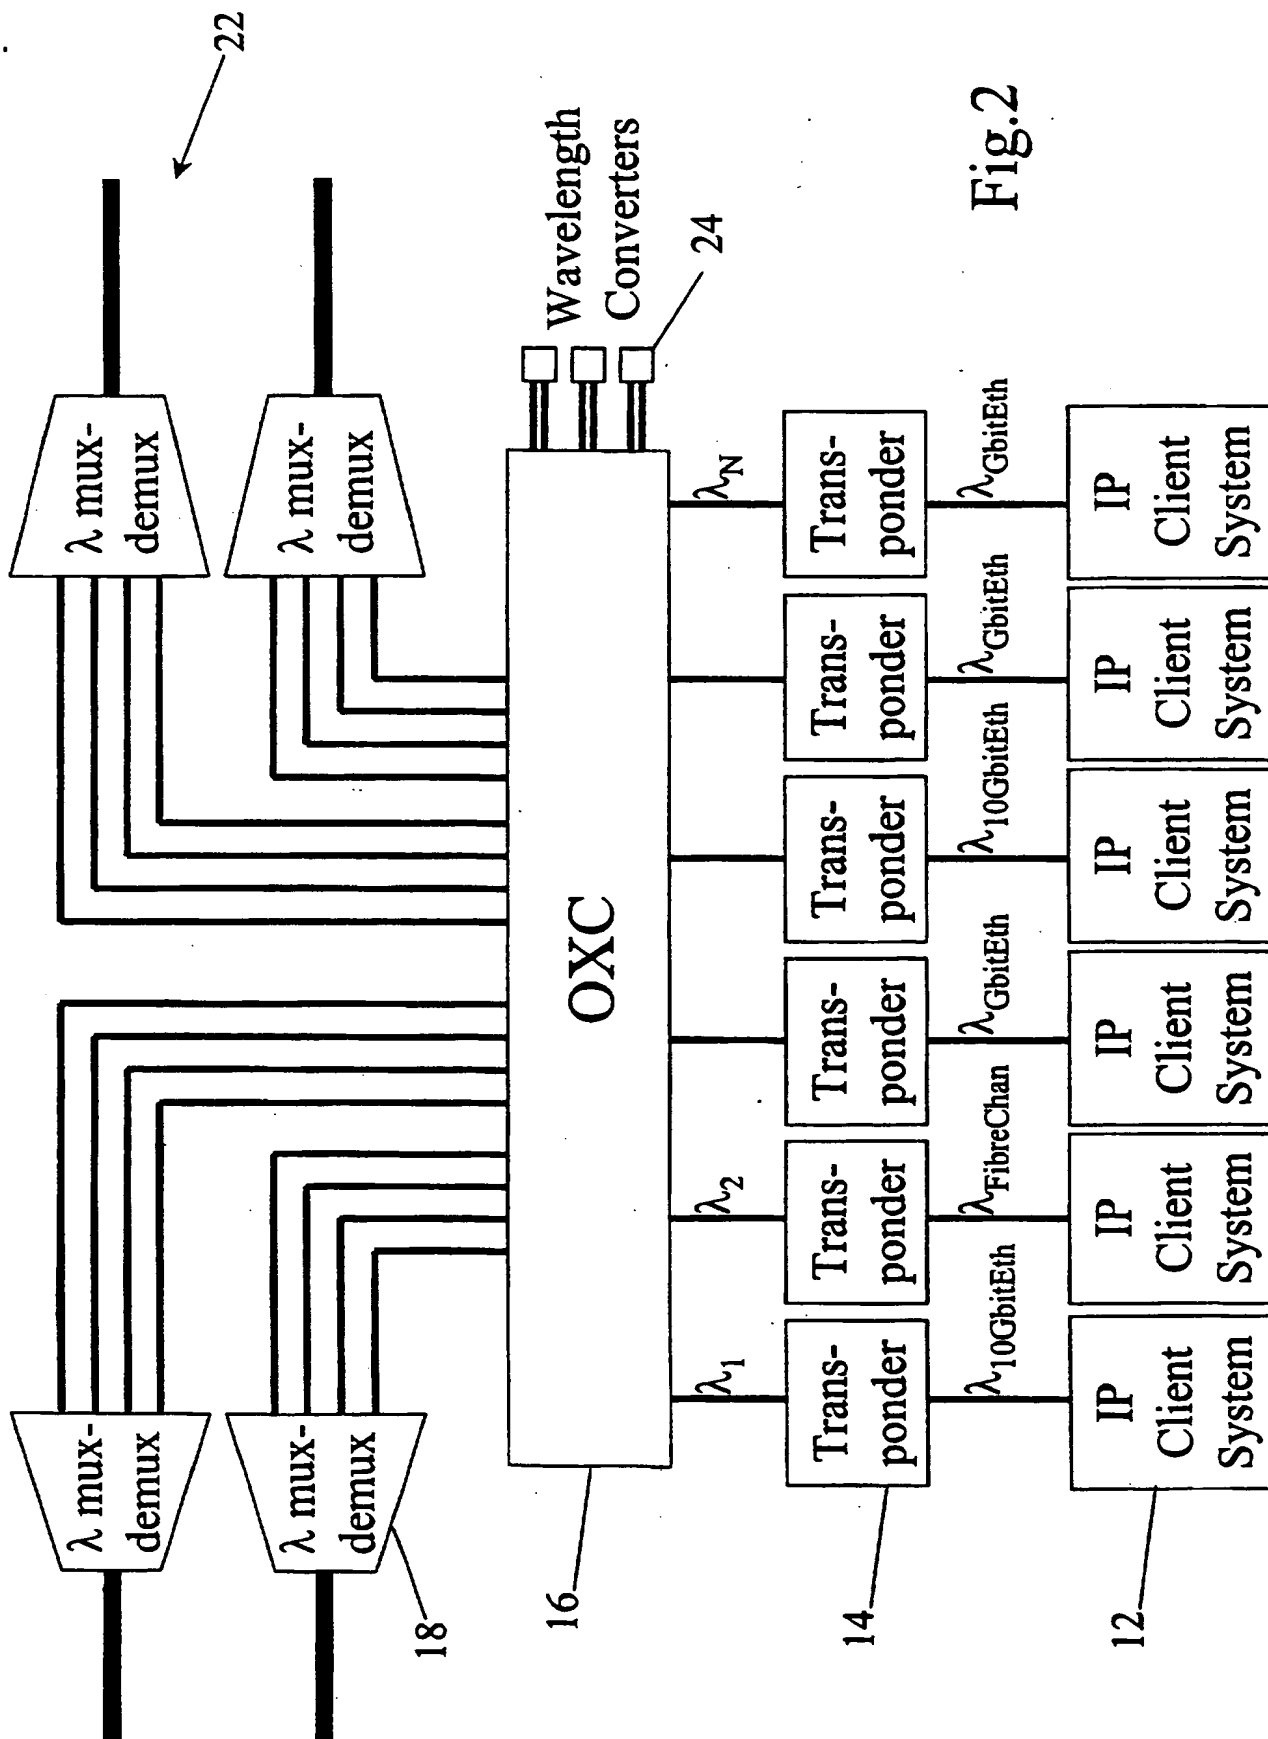 λ mux-
demux
λ mux-
demux
22
λ mux-
demux
λ mux-
demux
18
16
OXC
Wavelength
Converters
24
λ1
λ2
λN
Trans-
ponder
Trans-
ponder
Trans-
ponder
Trans-
ponder
Trans-
ponder
Trans-
ponder
14
λ10GbitEth
λFibreChan
λGbitEth
λ10GbitEth
λGbitEth
λGbitEth
Fig.2
12
IP
Client
System
IP
Client
System
IP
Client
System
IP
Client
System
IP
Client
System
IP
Client
System